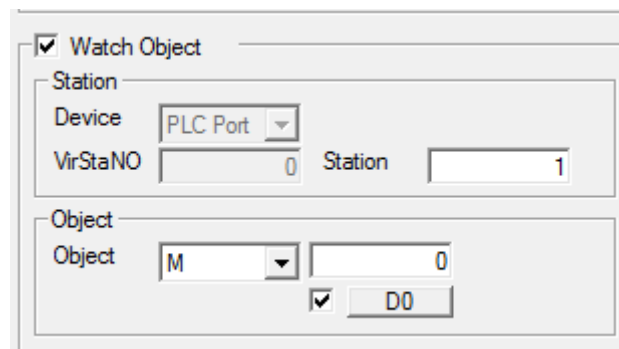 Watch Object
Station
Device PLC Port
VirStaNO 0 Station 1
Object
Object M 0
D0